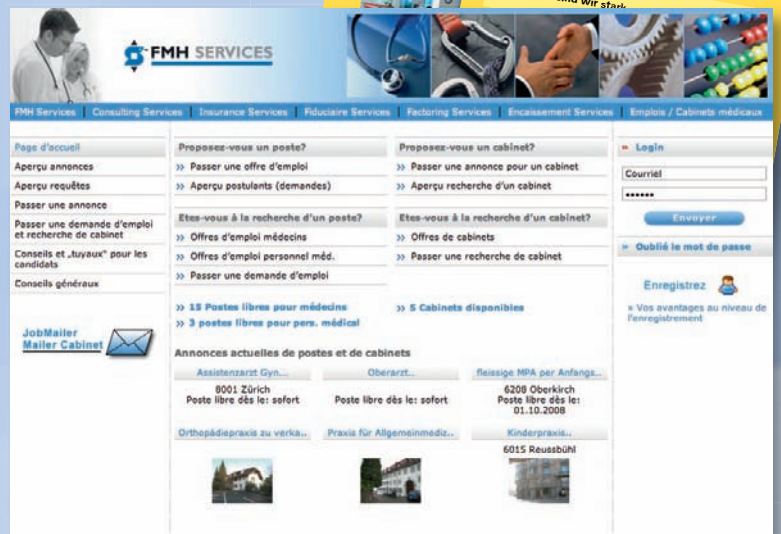 sind wir stark
FMH SERVICES
FMH Services | Consulting Services | Insurance Services | Fiduciaire Services | Factoring Services | Encaissement Services | Emplois / Cabinets médicaux
Page d'accueil
Aperçu annonces
Aperçu requêtes
Passer une annonce
Passer une demande d'emploi
et recherche de cabinet
Conseils et „tuyaux" pour les
candidats
Conseils généraux
JobMailer
Mailer Cabinet
Proposez-vous un poste?
» Passer une offre d'emploi
» Aperçu postulants (demandes)
Etes-vous à la recherche d'un poste?
» Offres d'emploi médecins
» Offres d'emploi personnel méd.
» Passer une demande d'emploi
Proposez-vous un cabinet?
» Passer une annonce pour un cabinet
» Aperçu recherche d'un cabinet
Etes-vous à la recherche d'un cabinet?
» Offres de cabinets
» Passer une recherche de cabinet
» 15 Postes libres pour médecins
» 3 postes libres pour pers. médical
» 5 Cabinets disponibles
Annonces actuelles de postes et de cabinets
Assistenzarzt Gyn...
8001 Zürich
Poste libre dès le: sofort
Oberarzt..
Poste libre dès le: sofort
fleissige MPA per Anfangs..
6208 Oberkirch
Poste libre dès le:
01.10.2008
Orthopädiepraxis zu verka..
Praxis für Allgemeinmediz..
Kinderpraxis..
6015 Reussbühl
» Login
Courriel
••••••
Envoyer
» Oublié le mot de passe
Enregistrez
» Vos avantages au niveau de
l'enregistrement